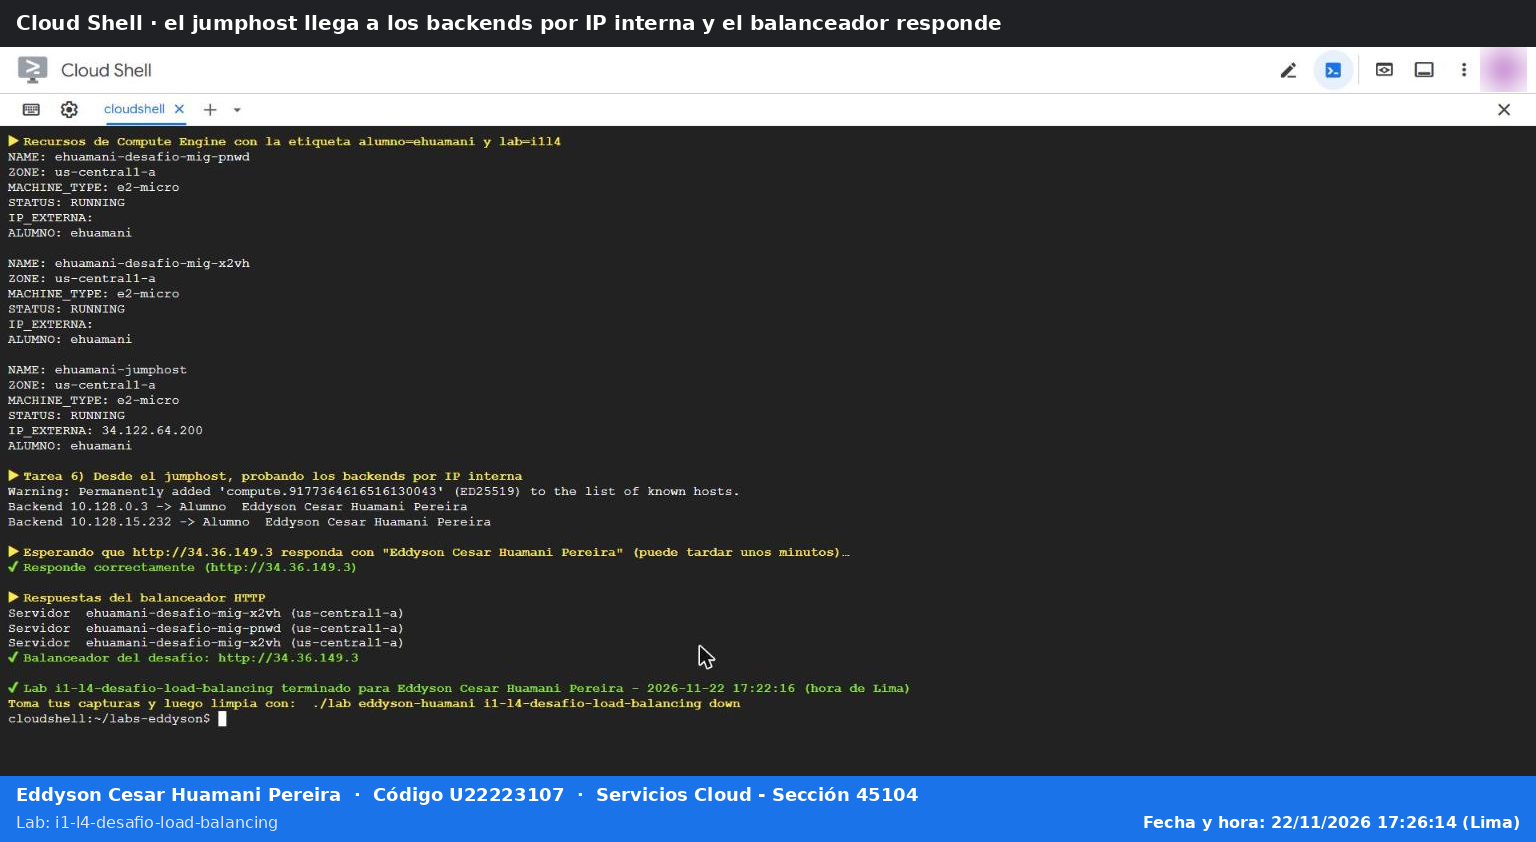 Cloud Shell · el jumphost llega a los backends por IP interna y el balanceador responde
Cloud Shell
cloudshell
▶ Recursos de Compute Engine con la etiqueta alumno=ehuamani y lab=i1l4
NAME: ehuamani-desafio-mig-pnwd
ZONE: us-central1-a
MACHINE_TYPE: e2-micro
STATUS: RUNNING
IP_EXTERNA:
ALUMNO: ehuamani
NAME: ehuamani-desafio-mig-x2vh
ZONE: us-central1-a
MACHINE_TYPE: e2-micro
STATUS: RUNNING
IP_EXTERNA:
ALUMNO: ehuamani
NAME: ehuamani-jumphost
ZONE: us-central1-a
MACHINE_TYPE: e2-micro
STATUS: RUNNING
IP_EXTERNA: 34.122.64.200
ALUMNO: ehuamani
▶ Tarea 6) Desde el jumphost, probando los backends por IP interna
Warning: Permanently added 'compute.9177364616516130043' (ED25519) to the list of known hosts.
Backend 10.128.0.3 -> Alumno  Eddyson Cesar Huamani Pereira
Backend 10.128.15.232 -> Alumno  Eddyson Cesar Huamani Pereira
▶ Esperando que http://34.36.149.3 responda con "Eddyson Cesar Huamani Pereira" (puede tardar unos minutos)…
✔ Responde correctamente (http://34.36.149.3)
▶ Respuestas del balanceador HTTP
Servidor  ehuamani-desafio-mig-x2vh (us-central1-a)
Servidor  ehuamani-desafio-mig-pnwd (us-central1-a)
Servidor  ehuamani-desafio-mig-x2vh (us-central1-a)
✔ Balanceador del desafio: http://34.36.149.3
✔ Lab i1-l4-desafio-load-balancing terminado para Eddyson Cesar Huamani Pereira - 2026-11-22 17:22:16 (hora de Lima)
Toma tus capturas y luego limpia con:  ./lab eddyson-huamani i1-l4-desafio-load-balancing down
cloudshell:~/labs-eddyson$
Eddyson Cesar Huamani Pereira · Código U22223107 · Servicios Cloud - Sección 45104
Lab: i1-l4-desafio-load-balancing
Fecha y hora: 22/11/2026 17:26:14 (Lima)